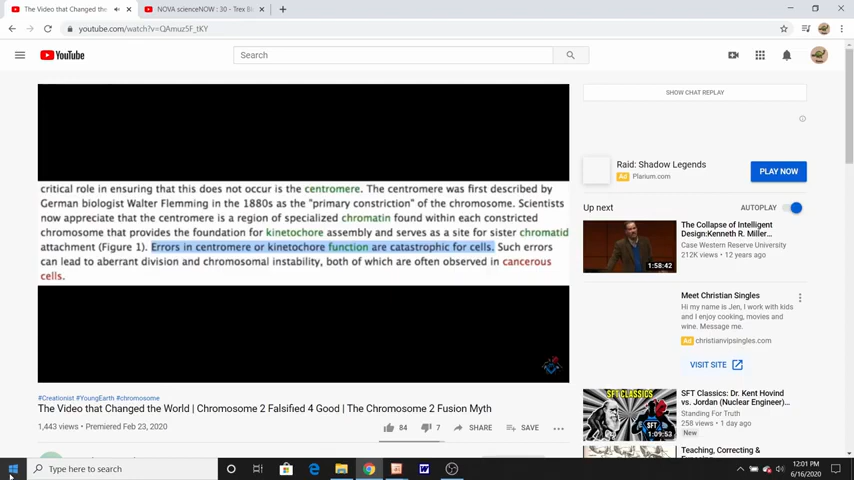 The Video that Changed the
NOVA scienceNOW : 30 - Trex Bl
youtube.com/watch?v=QAmuz5F_tKY
YouTube
Search
SHOW CHAT REPLAY
critical role in ensuring that this does not occur is the centromere. The centromere was first described by
German biologist Walter Flemming in the 1880s as the "primary constriction" of the chromosome. Scientists
now appreciate that the centromere is a region of specialized chromatin found within each constricted
chromosome that provides the foundation for kinetochore assembly and serves as a site for sister chromatid
attachment (Figure 1). Errors in centromere or kinetochore function are catastrophic for cells. Such errors
can lead to aberrant division and chromosomal instability, both of which are often observed in cancerous
cells.
#Creationist #YoungEarth #chromosome
The Video that Changed the World | Chromosome 2 Falsified 4 Good | The Chromosome 2 Fusion Myth
1,443 views • Premiered Feb 23, 2020
84
7
SHARE
SAVE
Raid: Shadow Legends
Ad Plarium.com
PLAY NOW
Up next
AUTOPLAY
The Collapse of Intelligent
Design:Kenneth R. Miller...
Case Western Reserve University
212K views • 12 years ago
1:58:42
Meet Christian Singles
Hi my name is Jen, I work with kids
and I enjoy cooking, movies and
wine. Message me.
Ad christianvipsingles.com
VISIT SITE
SFT CLASSICS
SFT Classics: Dr. Kent Hovind
vs. Jordan (Nuclear Engineer)...
Standing For Truth
258 views • 1 day ago
New
1:09:53
Teaching, Correcting &
Type here to search
12:01 PM
6/16/2020